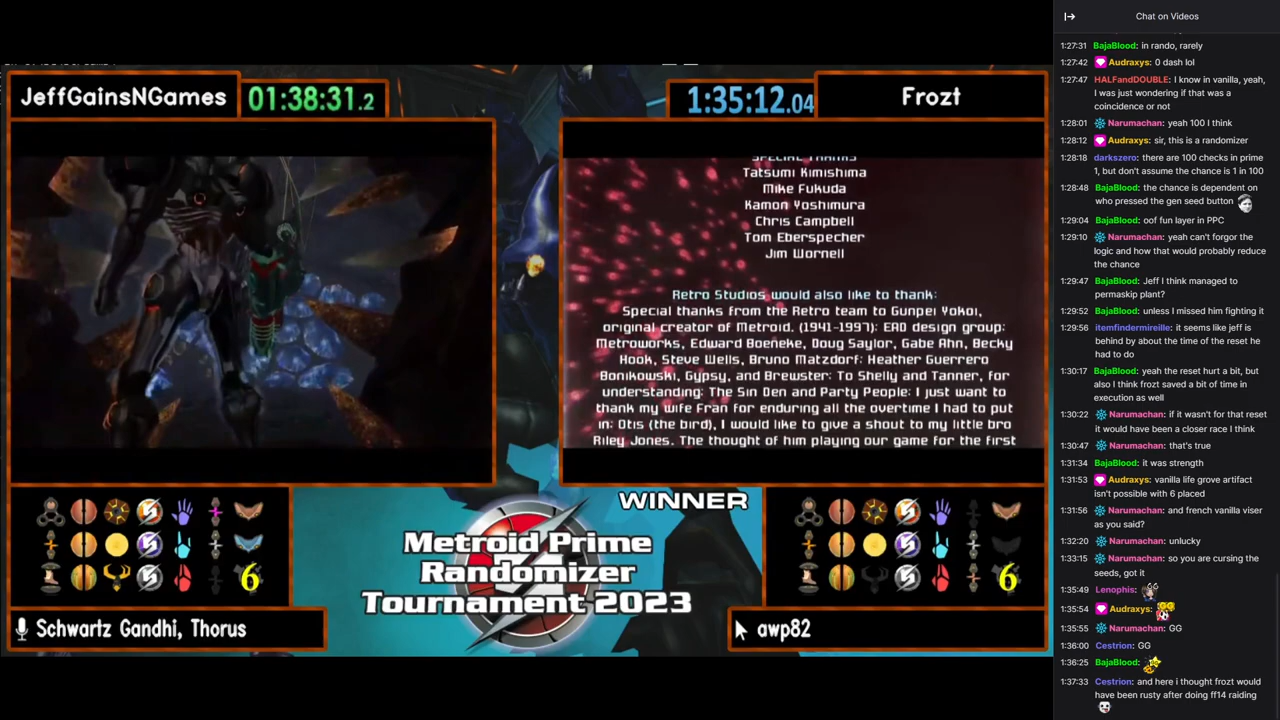 JeffGainsNGames
01:38:31.2
1:35:12.04
Frozt
SPECIAL THANKS
Tatsumi Kimishima
Mike Fukuda
Kamon Yoshimura
Chris Campbell
Tom Eberspecher
Jim Wornell
Retro Studios would also like to thank:
Special thanks from the Retro team to Gunpei Yokoi,
original creator of Metroid. (1941-1997): EAD design group:
Metroworks, Edward Boeneke, Doug Saylor, Gabe Ahn, Becky
Hook, Steve Wells, Bruno Matzdorf: Heather Guerrero
Bonikowski, Gypsy, and Brewster: To Shelly and Tanner, for
understanding: The Sin Den and Party People: I just want to
thank my wife Fran for enduring all the overtime I had to put
in: Otis (the bird), I would like to give a shout to my little bro
Riley Jones. The thought of him playing our game for the first
6
WINNER
Metroid Prime
Randomizer
Tournament 2023
6
Schwartz Gandhi, Thorus
awp82
Chat on Videos
1:27:31 BajaBlood: in rando, rarely
1:27:42 Audraxys: 0 dash lol
1:27:47 HALFandDOUBLE: I know in vanilla, yeah,
I was just wondering if that was a
coincidence or not
1:28:01 Narumachan: yeah 100 I think
1:28:12 Audraxys: sir, this is a randomizer
1:28:18 darkszero: there are 100 checks in prime
1, but don't assume the chance is 1 in 100
1:28:48 BajaBlood: the chance is dependent on
who pressed the gen seed button
1:29:04 BajaBlood: oof fun layer in PPC
1:29:10 Narumachan: yeah can't forgor the
logic and how that would probably reduce
the chance
1:29:47 BajaBlood: Jeff I think managed to
permaskip plant?
1:29:52 BajaBlood: unless I missed him fighting it
1:29:56 itemfindermireille: it seems like jeff is
behind by about the time of the reset he
had to do
1:30:17 BajaBlood: yeah the reset hurt a bit, but
also I think frozt saved a bit of time in
execution as well
1:30:22 Narumachan: if it wasn't for that reset
it would have been a closer race I think
1:30:47 Narumachan: that's true
1:31:34 BajaBlood: it was strength
1:31:53 Audraxys: vanilla life grove artifact
isn't possible with 6 placed
1:31:56 Narumachan: and french vanilla viser
as you said?
1:32:20 Narumachan: unlucky
1:33:15 Narumachan: so you are cursing the
seeds, got it
1:35:49 Lenophis:
1:35:54 Audraxys:
1:35:55 Narumachan: GG
1:36:00 Cestrion: GG
1:36:25 BajaBlood:
1:37:33 Cestrion: and here i thought frozt would
have been rusty after doing ff14 raiding